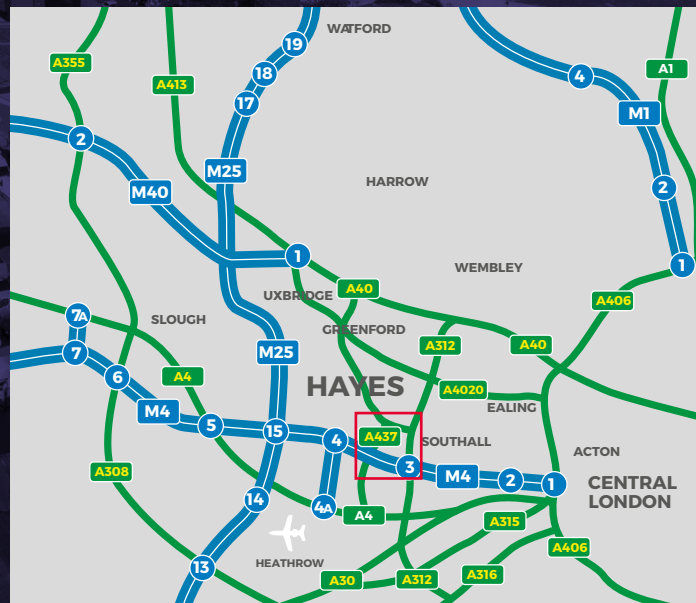 WATFORD
19
A355
18
4
A1
A413
17
M1
2
M25
HARROW
M40
2
1
WEMBLEY
1
UXBRIDGE
A40
A406
7A
SLOUGH
GREENFORD
A312
A40
7
M25
6
A4
HAYES
A4020
M4
EALING
5
15
4
A437
SOUTHALL
ACTON
A308
3
M4
2
1
CENTRAL
LONDON
14
4A
A4
A315
HEATHROW
A406
13
A30
A312
A316